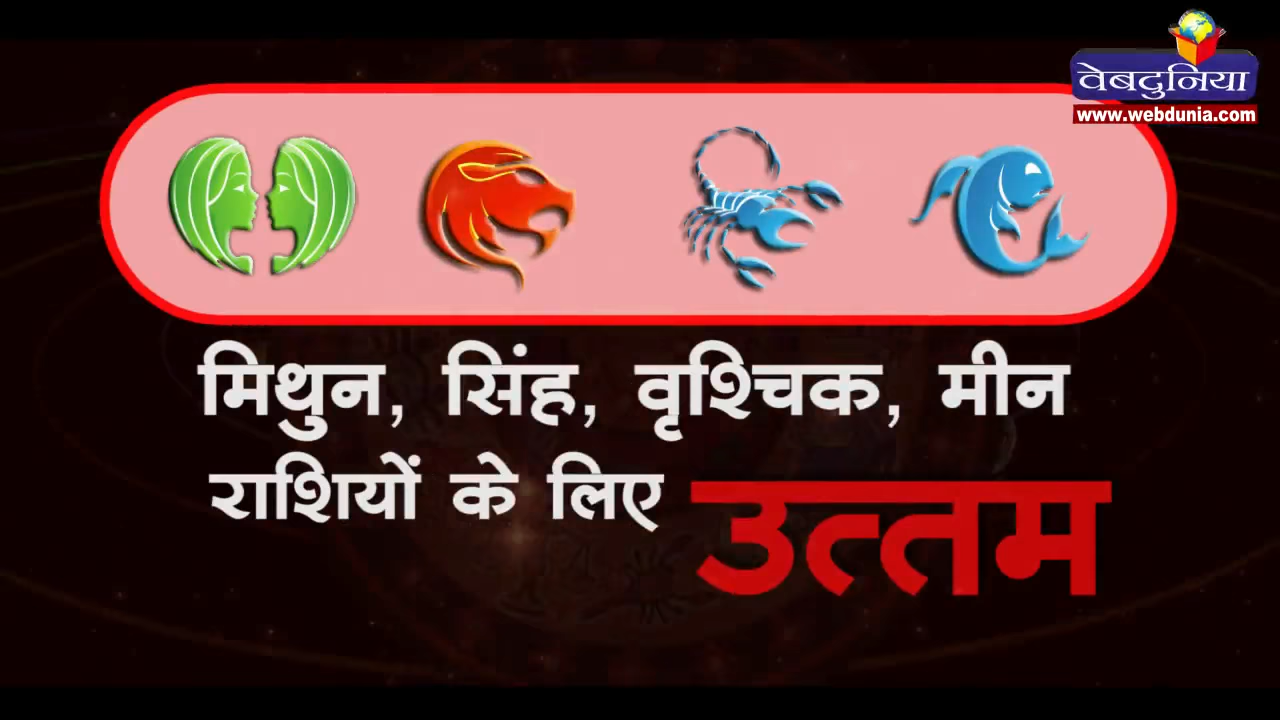 वेबदुनिया
www.webdunia.com
मिथुन, सिंह, वृश्चिक, मीन
राशियों के लिए उत्तम